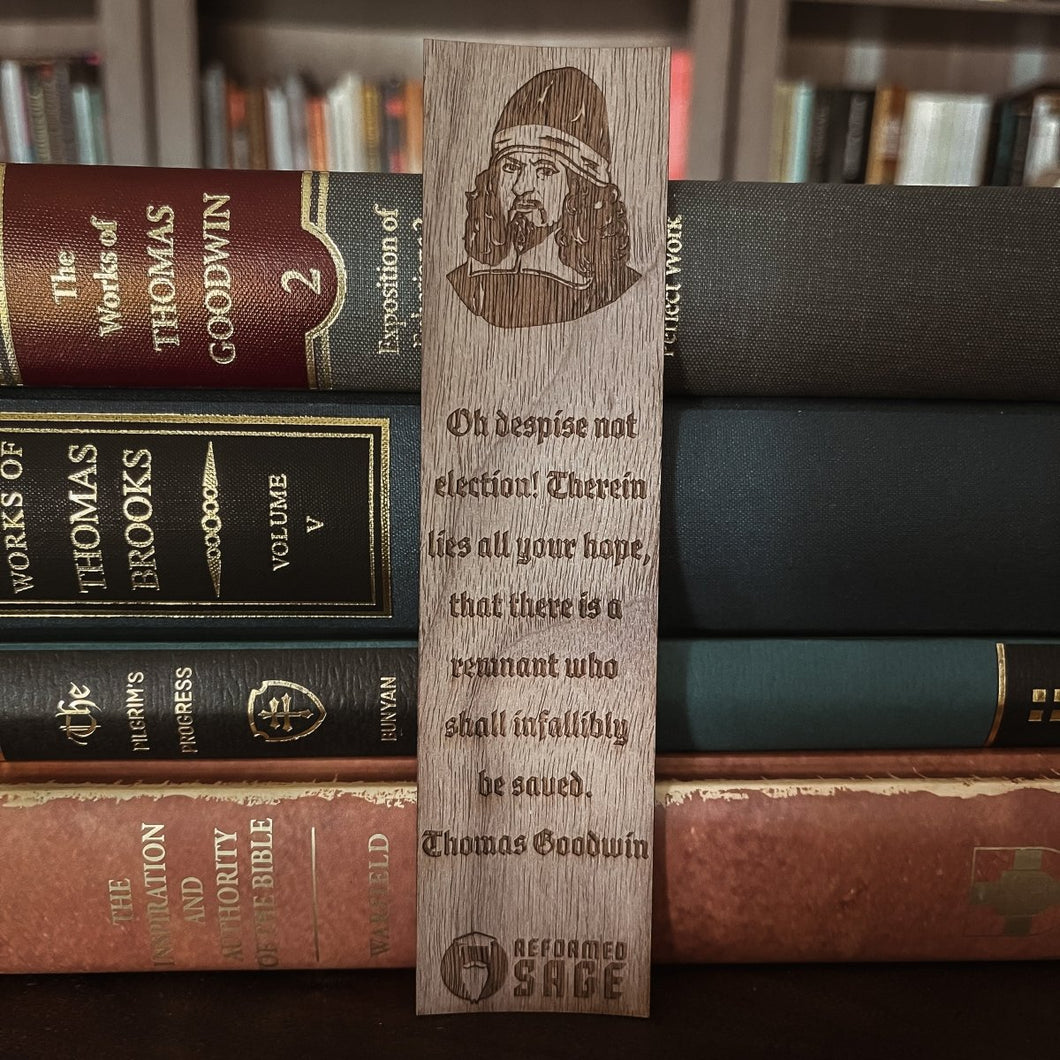 The
Works of
THOMAS
GOODWIN
2
Exposition of
Perfect Work
WORKS OF
THOMAS
BROOKS
VOLUME
V
The
PILGRIM'S
PROGRESS
BUNYAN
THE
INSPIRATION
AND
AUTHORITY
OF THE BIBLE
WARFIELD
Oh despise not
election! Therein
lies all your hope,
that there is a
remnant who
shall infallibly
be saved.
Thomas Goodwin
REFORMED
SAGE